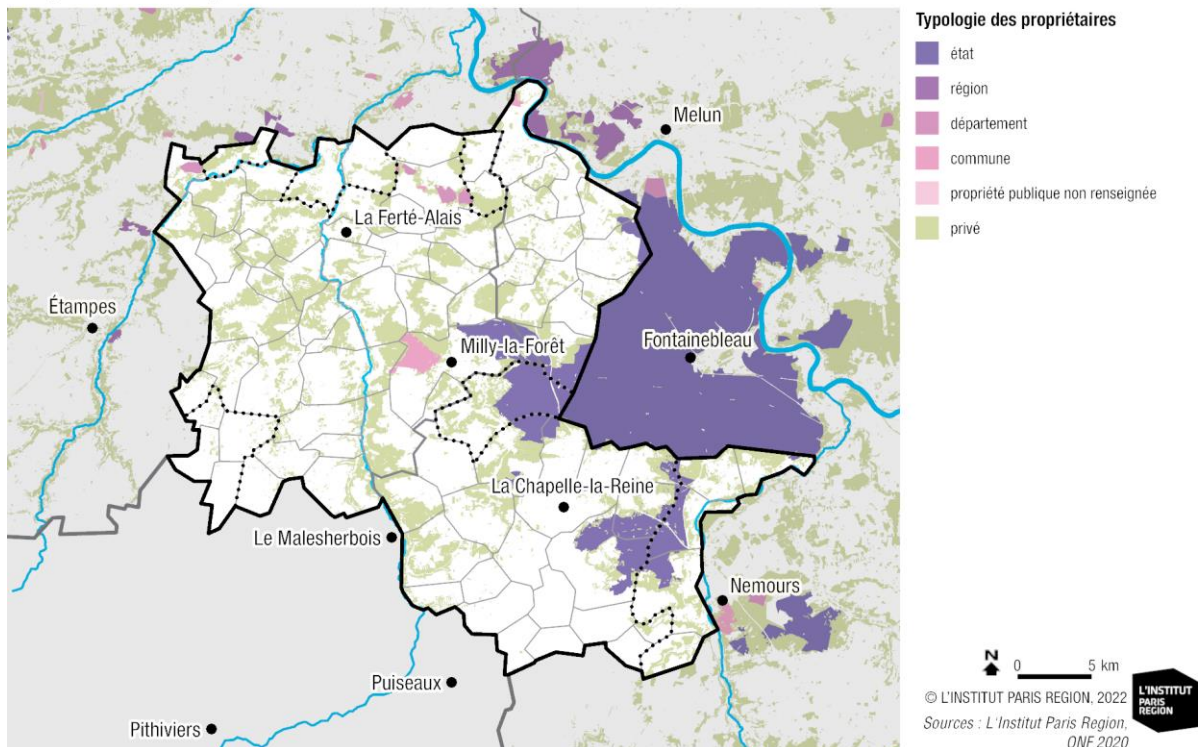 Typologie des propriétaires
état
région
département
commune
propriété publique non renseignée
privé
Melun
La Ferté-Alais
Étampes
Milly-la-Forêt
Fontainebleau
La Chapelle-la-Reine
Le Malesherbois
Nemours
Puiseaux
Pithiviers
N
0 5 km
© L'INSTITUT PARIS REGION, 2022
Sources : L'Institut Paris Region,
ONF 2020
L'INSTITUT
PARIS
REGION